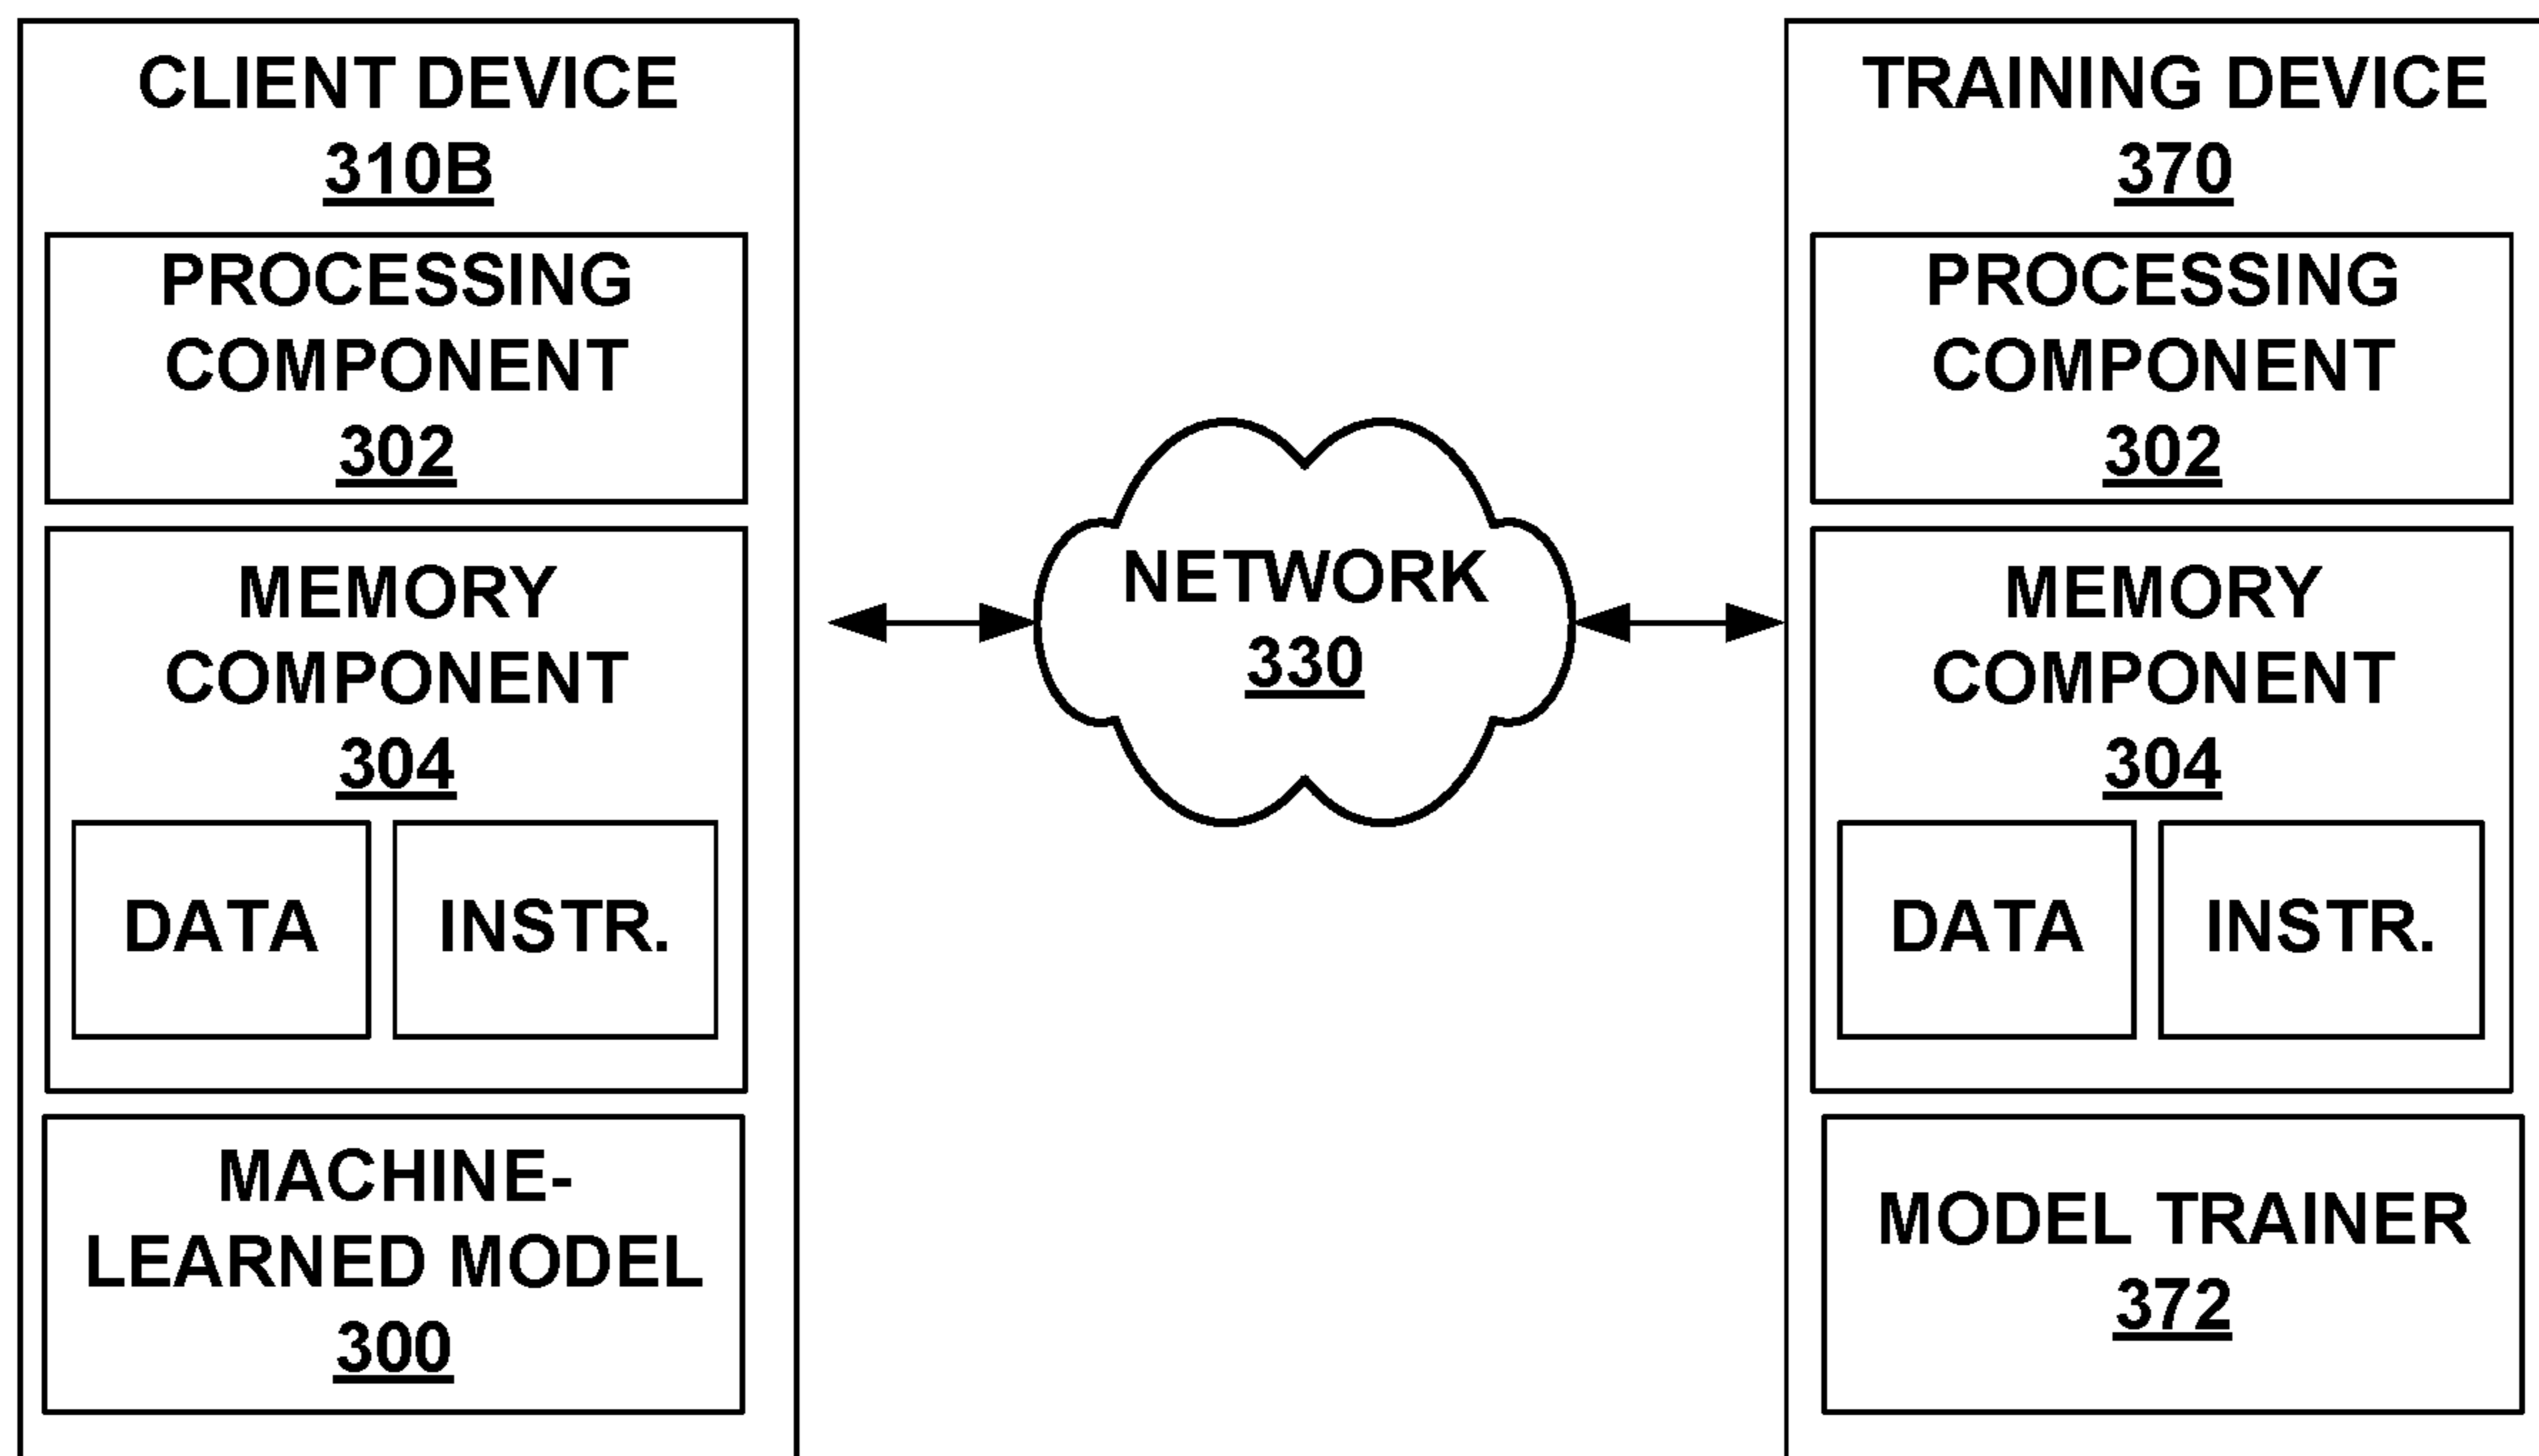 CLIENT DEVICE
310B
PROCESSING
COMPONENT
302
MEMORY
COMPONENT
304
DATA
INSTR.
MACHINE-
LEARNED MODEL
300
NETWORK
330
TRAINING DEVICE
370
PROCESSING
COMPONENT
302
MEMORY
COMPONENT
304
DATA
INSTR.
MODEL TRAINER
372